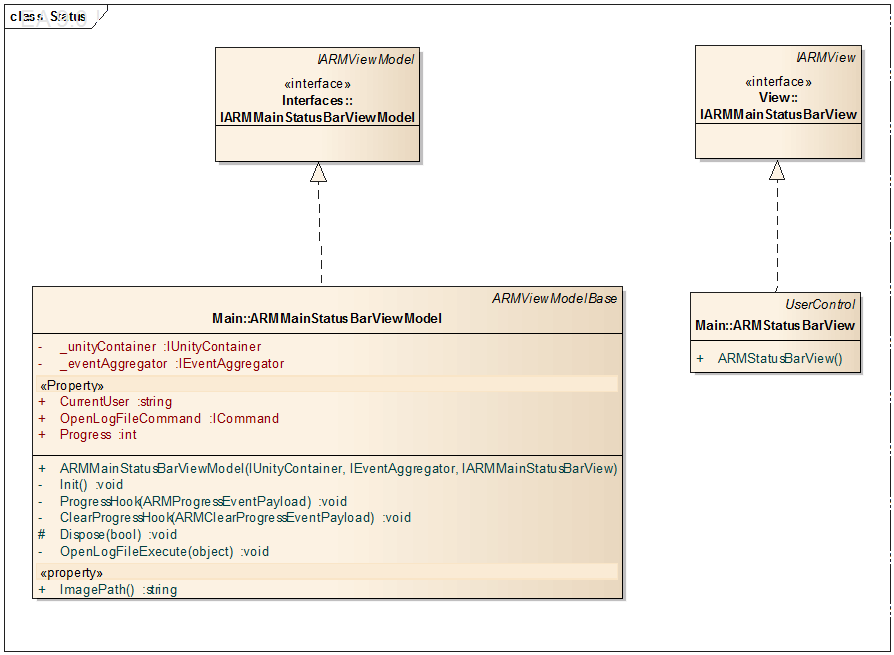 class Status
IARMViewModel
«interface»
Interfaces::
IARMMainStatusBarViewModel
IARMView
«interface»
View::
IARMMainStatusBarView
ARMViewModelBase
Main::ARMMainStatusBarViewModel
- _unityContainer :IUnityContainer
- _eventAggregator :IEventAggregator
«Property»
+ CurrentUser :string
+ OpenLogFileCommand :ICommand
+ Progress :int
+ ARMMainStatusBarViewModel(IUnityContainer, IEventAggregator, IARMMainStatusBarView)
- Init() :void
- ProgressHook(ARMProgressEventPayload) :void
- ClearProgressHook(ARMClearProgressEventPayload) :void
# Dispose(bool) :void
- OpenLogFileExecute(object) :void
«property»
+ ImagePath() :string
UserControl
Main::ARMStatusBarView
+ ARMStatusBarView()